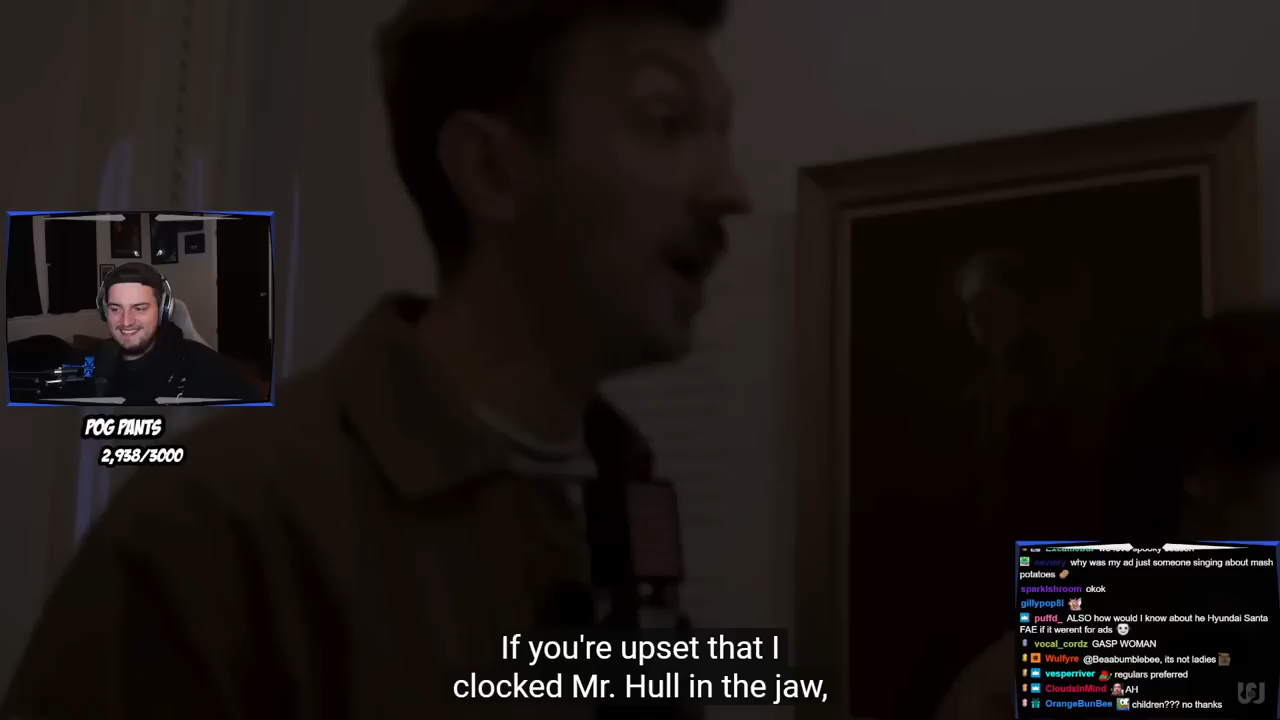 POG PANTS
2,938/3000
why was my ad just someone singing about mash
potatoes
sparklshroom okok
gillypop8l
puffd_ ALSO how would I know about he Hyundai Santa
FAE if it werent for ads
vocal_cordz GASP WOMAN
Wulfyre @Beaabumblebee, its not ladies
vesperriver regulars preferred
CloudsInMind AH
OrangeBunBee children??? no thanks
If you're upset that I
clocked Mr. Hull in the jaw,